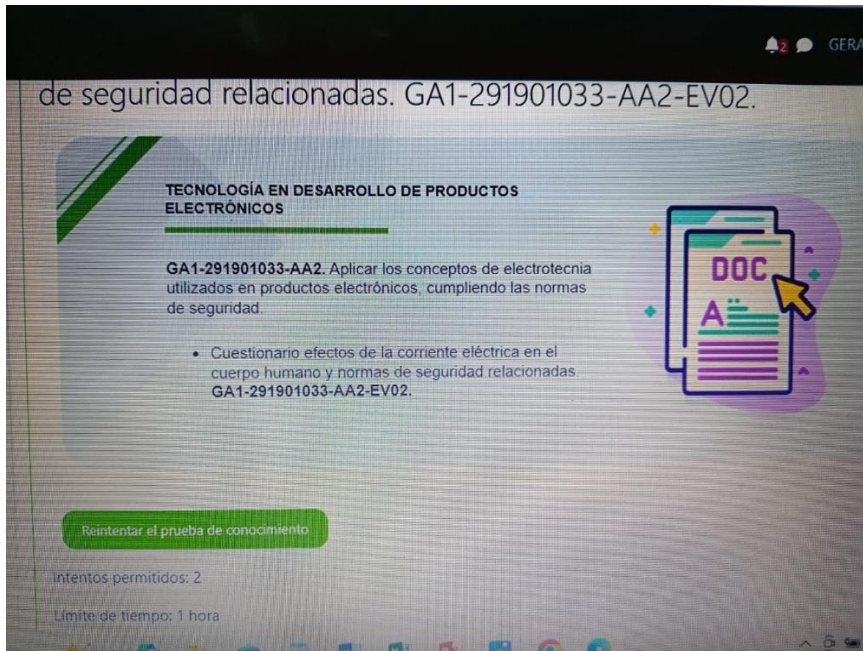 2
GERA
de seguridad relacionadas. GA1-291901033-AA2-EV02.
TECNOLOGÍA EN DESARROLLO DE PRODUCTOS
ELECTRÓNICOS
GA1-291901033-AA2. Aplicar los conceptos de electrotecnia
utilizados en productos electrónicos, cumpliendo las normas
de seguridad.
• Cuestionario efectos de la corriente eléctrica en el
cuerpo humano y normas de seguridad relacionadas
GA1-291901033-AA2-EV02.
DOC
A
Reintentar el prueba de conocimiento
Intentos permitidos: 2
Límite de tiempo: 1 hora